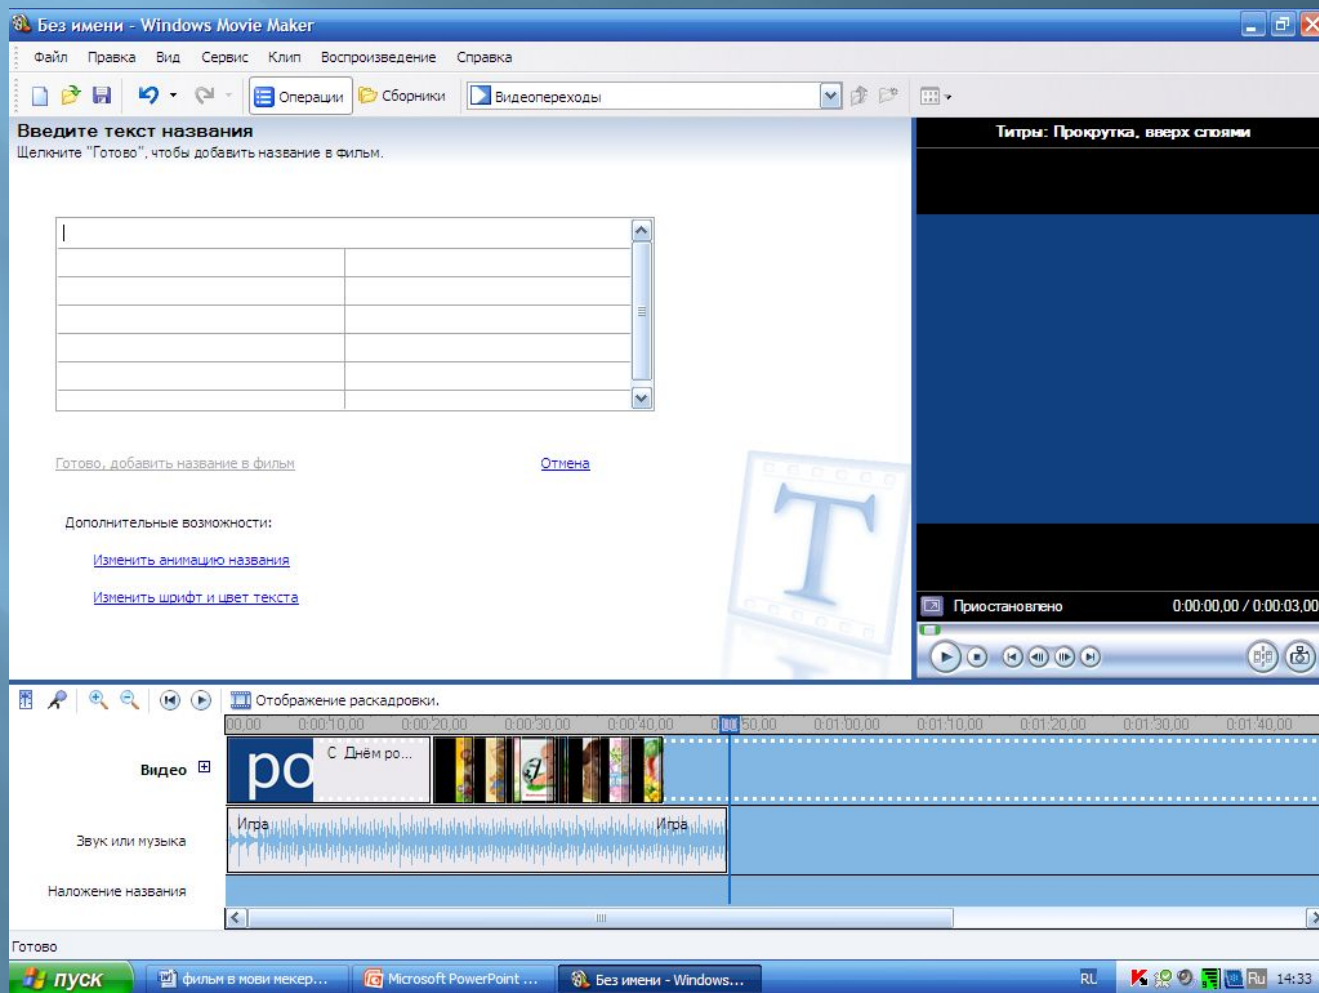 Без имени - Windows Movie Maker
Файл Правка Вид Сервис Клип Воспроизведение Справка
Операции Сборники Видеопереходы
Введите текст названия
Щелкните "Готово", чтобы добавить название в фильм.
Титры: Прокрутка, вверх слоями
Готово, добавить название в фильм Отмена
Дополнительные возможности:
Изменить анимацию названия
Изменить шрифт и цвет текста
T
Приостановлено 0:00:00,00 / 0:00:03,00
Отображение раскадровки.
00,00 0:00:10,00 0:00:20,00 0:00:30,00 0:00:40,00 50,00 0:01:00,00 0:01:10,00 0:01:20,00 0:01:30,00 0:01:40,00
Видео ро С Днём ро...
Звук или музыка Игра Игра
Наложение названия
Готово
пуск фильм в мови мекер... Microsoft PowerPoint ... Без имени - Windows... RL Ru 14:33